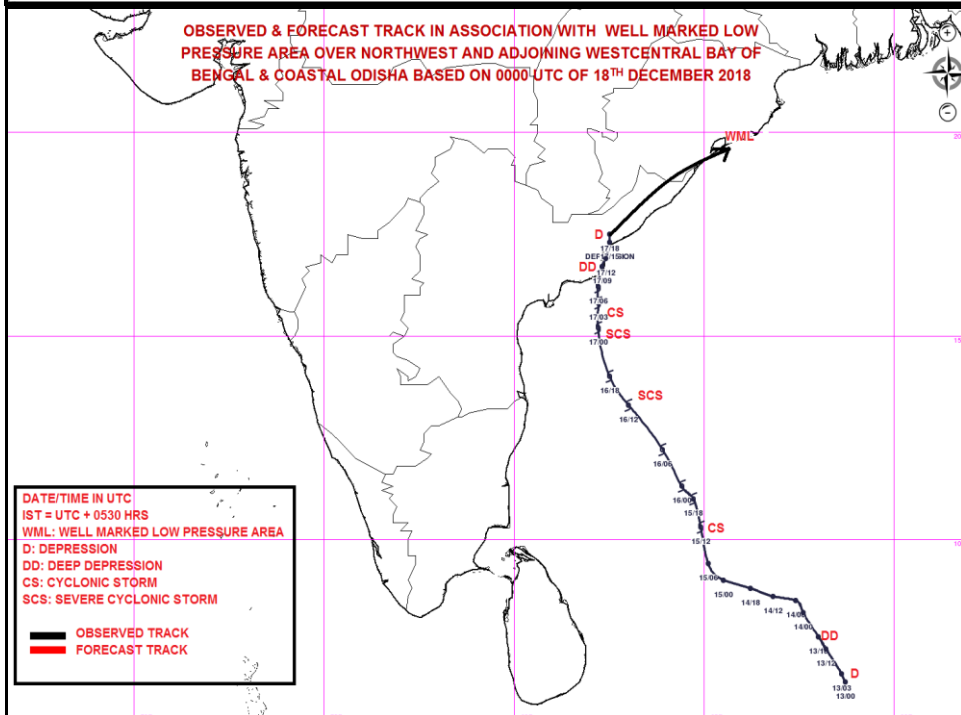 OBSERVED & FORECAST TRACK IN ASSOCIATION WITH WELL MARKED LOW
PRESSURE AREA OVER NORTHWEST AND ADJOINING WESTCENTRAL BAY OF
BENGAL & COASTAL ODISHA BASED ON 0000 UTC OF 18TH DECEMBER 2018
WML
D
17/18
DD
17/12
17/09
17/06
CS
17/03
SCS
17/00
16/18
SCS
16/12
16/06
16/00
15/18
CS
15/12
15/06
15/00
14/18
14/12
14/00
DD
13/12
D
13/03
13/00
DATE/TIME IN UTC
IST = UTC + 0530 HRS
WML: WELL MARKED LOW PRESSURE AREA
D: DEPRESSION
DD: DEEP DEPRESSION
CS: CYCLONIC STORM
SCS: SEVERE CYCLONIC STORM
OBSERVED TRACK
FORECAST TRACK